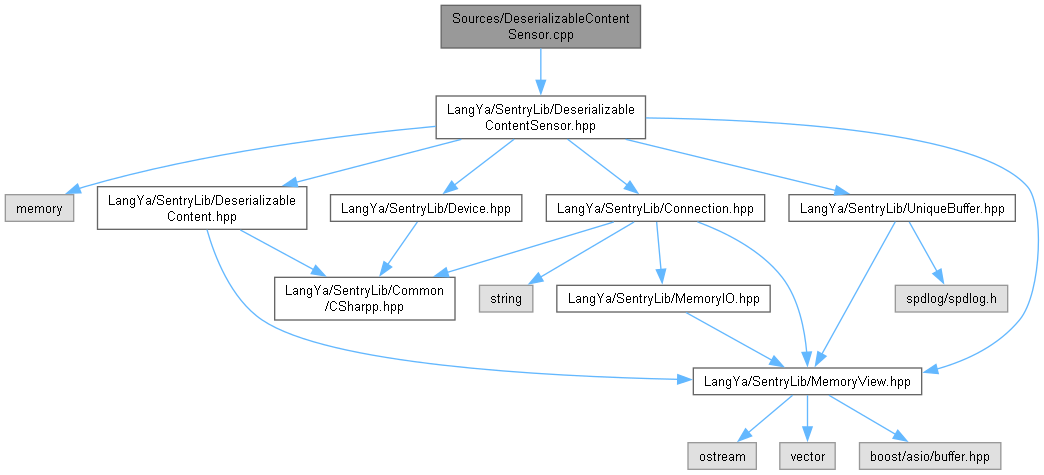 Sources/DeserializableContent
Sensor.cpp
LangYa/SentryLib/Deserializable
ContentSensor.hpp
memory
LangYa/SentryLib/Deserializable
Content.hpp
LangYa/SentryLib/Device.hpp
LangYa/SentryLib/Connection.hpp
LangYa/SentryLib/UniqueBuffer.hpp
LangYa/SentryLib/Common
/CSharpp.hpp
string
LangYa/SentryLib/MemoryIO.hpp
spdlog/spdlog.h
LangYa/SentryLib/MemoryView.hpp
ostream
vector
boost/asio/buffer.hpp